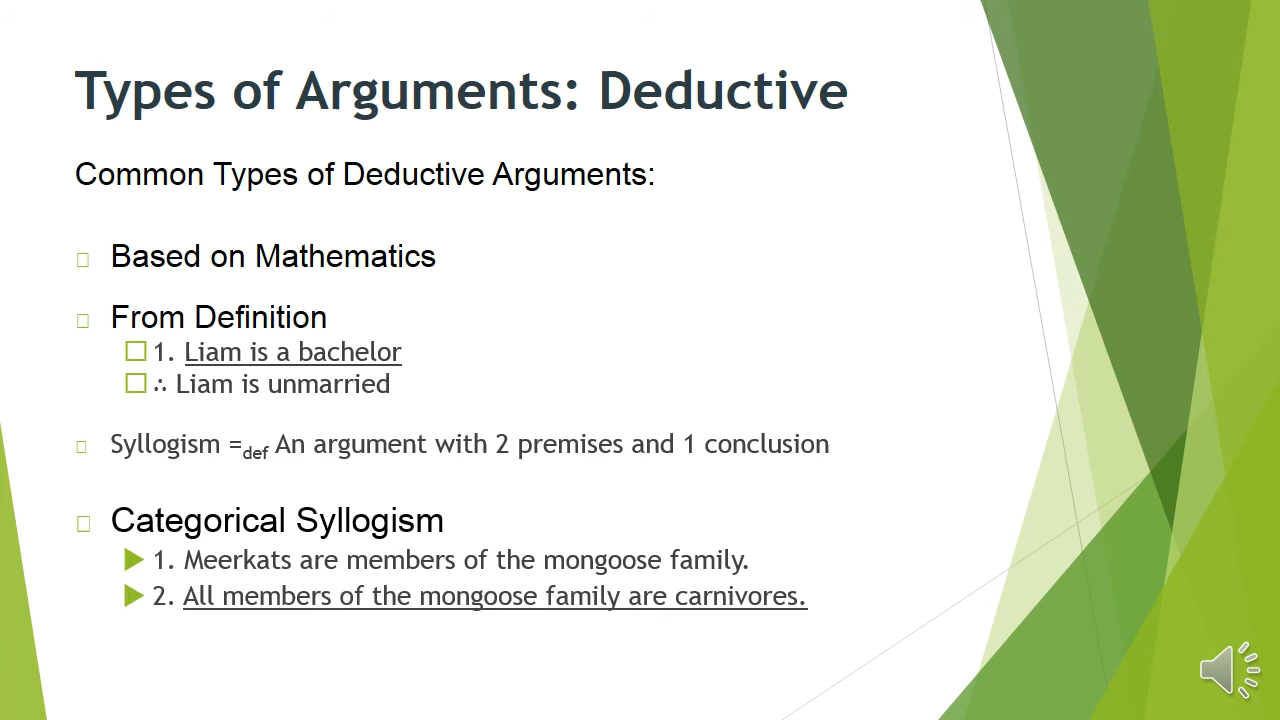 Types of Arguments: Deductive
Common Types of Deductive Arguments:
Based on Mathematics
From Definition
1. Liam is a bachelor
∴ Liam is unmarried
Syllogism =def An argument with 2 premises and 1 conclusion
Categorical Syllogism
1. Meerkats are members of the mongoose family.
2. All members of the mongoose family are carnivores.